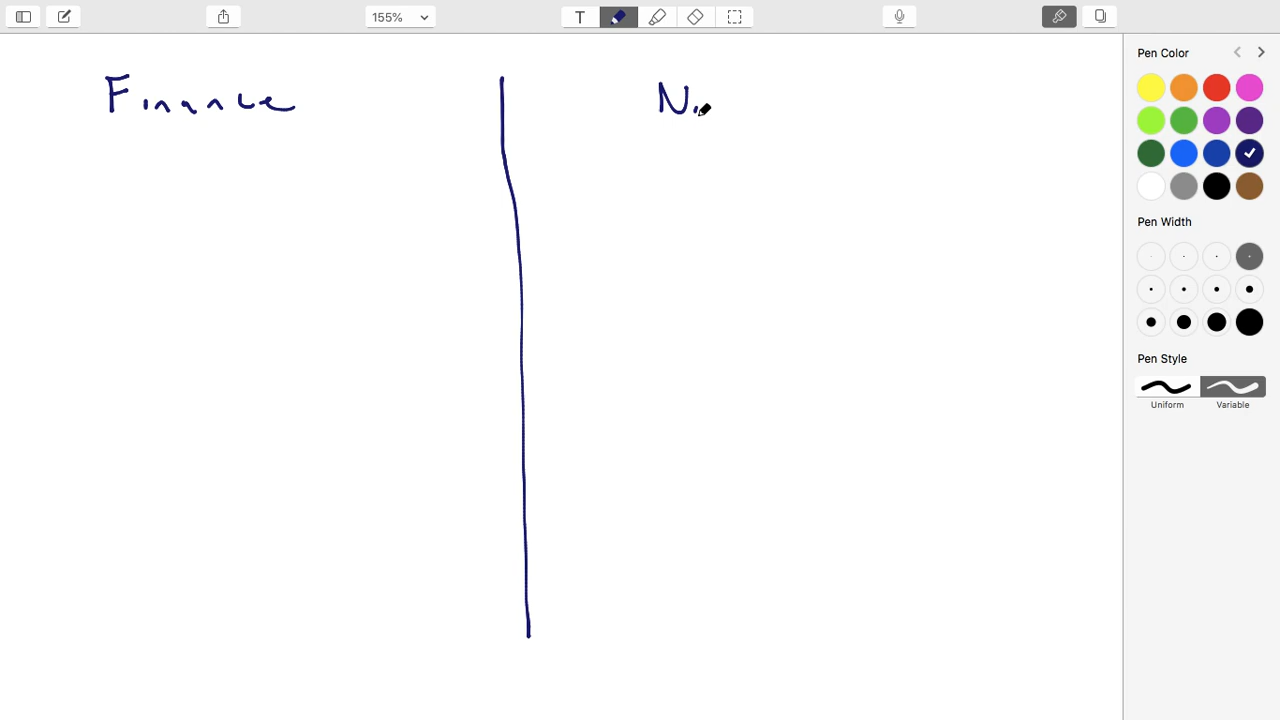 155%
T
Pen Color
Finance
N
Pen Width
Pen Style
Uniform
Variable